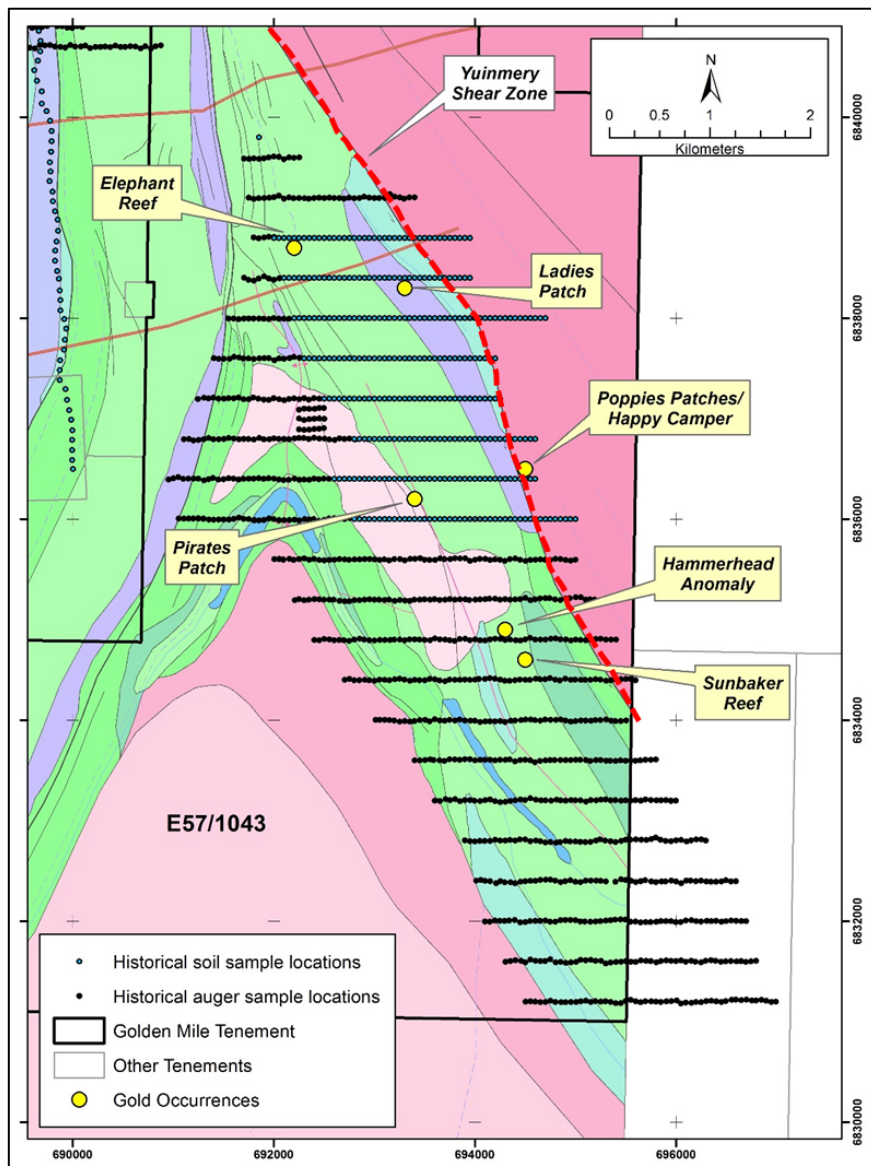 Yuinmery
Shear Zone
N
0 0.5 1 2
Kilometers
6840000
Elephant
Reef
Ladies
Patch
6838000
Poppies Patches/
Happy Camper
6836000
Pirates
Patch
Hammerhead
Anomaly
Sunbaker
Reef
6834000
E57/1043
6832000
Historical soil sample locations
Historical auger sample locations
Golden Mile Tenement
Other Tenements
Gold Occurrences
6830000
690000 692000 694000 696000